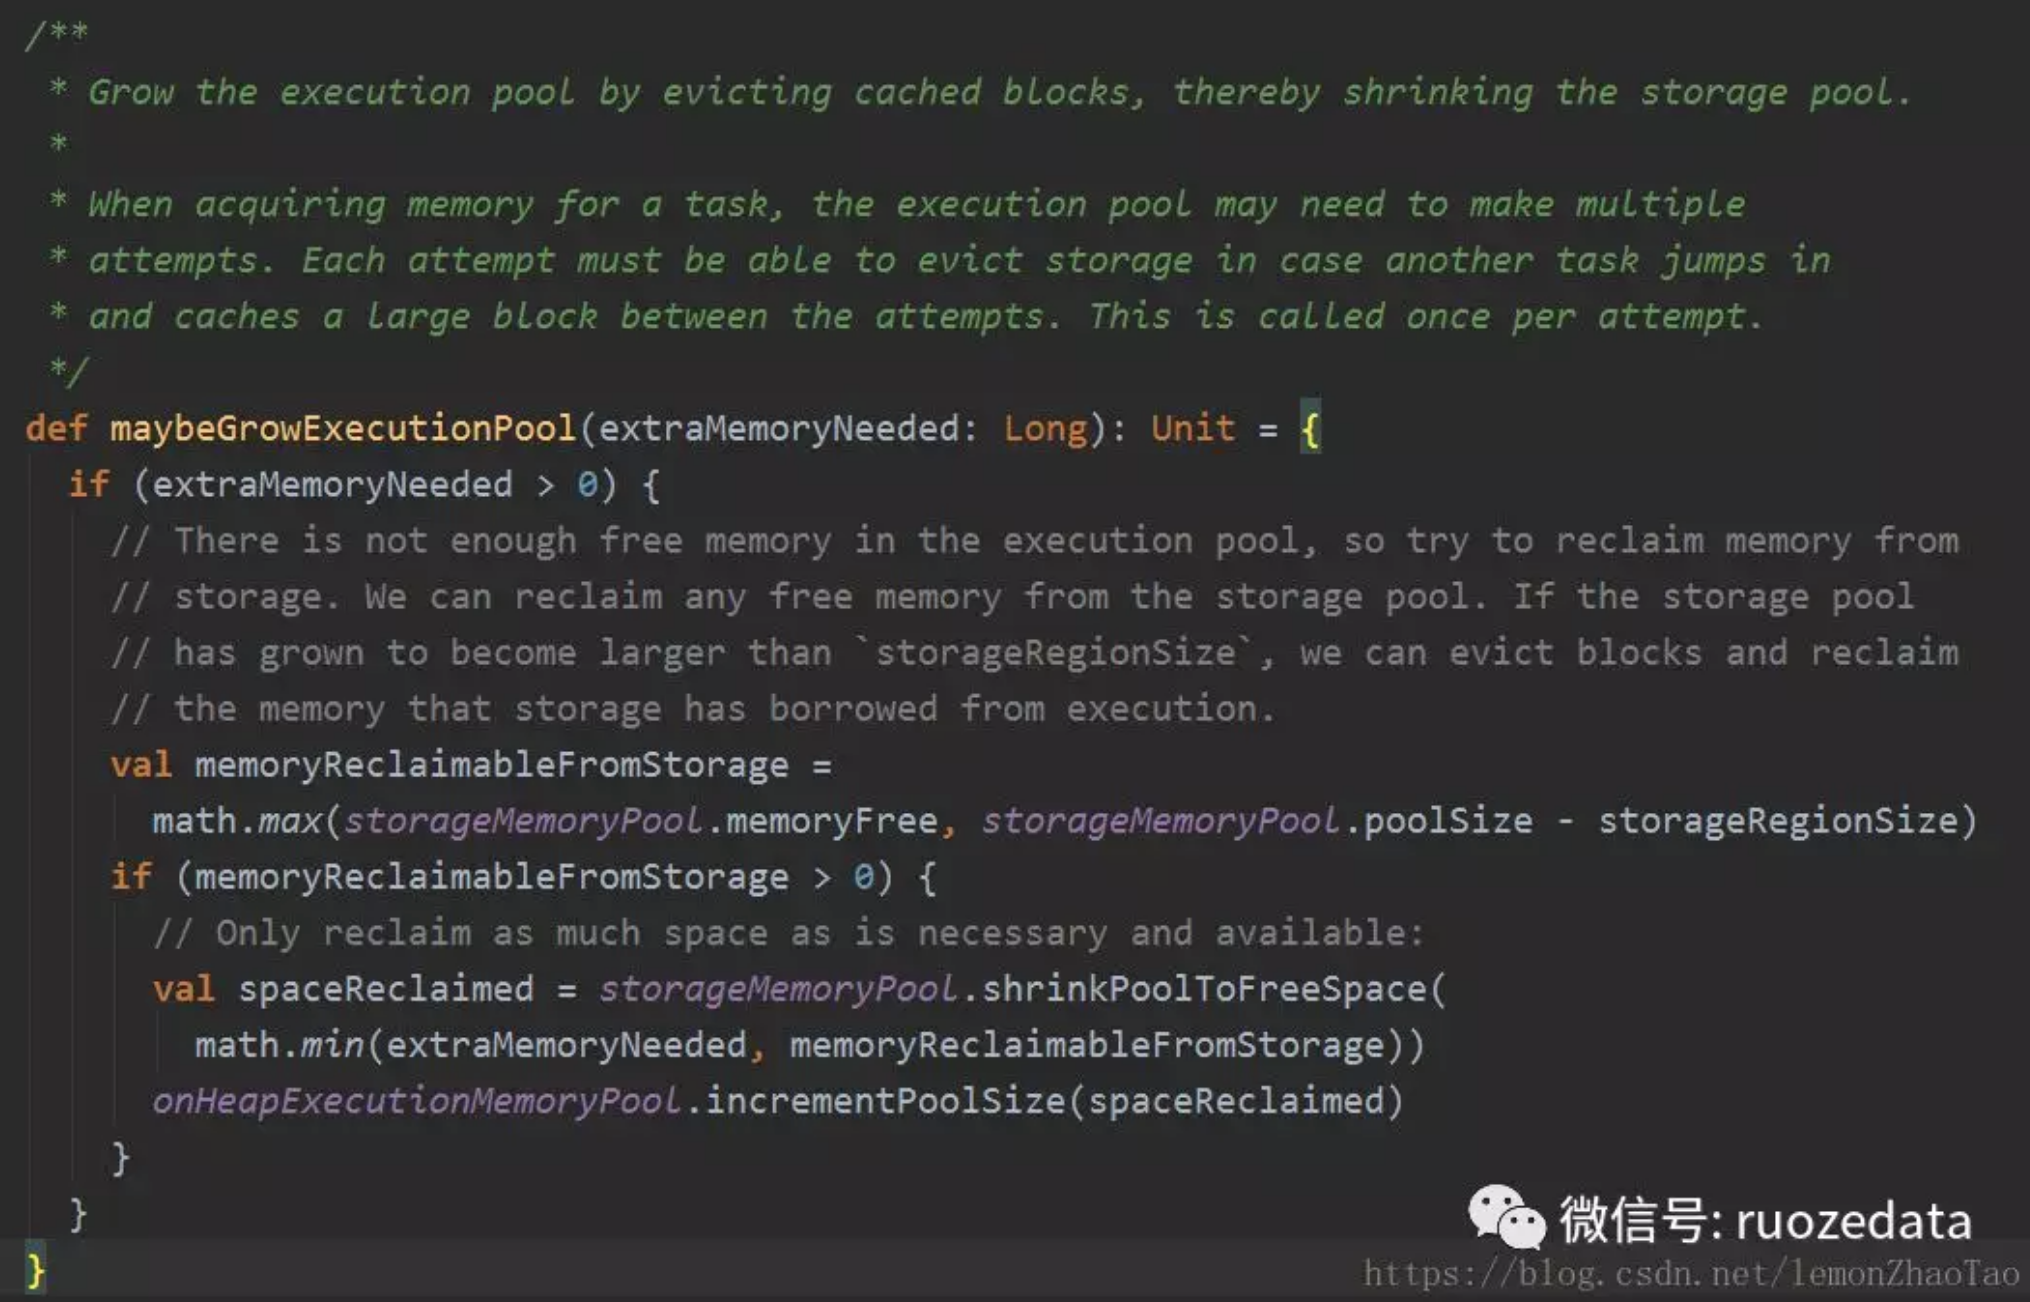 /**
 * Grow the execution pool by evicting cached blocks, thereby shrinking the storage pool.
 *
 * When acquiring memory for a task, the execution pool may need to make multiple
 * attempts. Each attempt must be able to evict storage in case another task jumps in
 * and caches a large block between the attempts. This is called once per attempt.
 */
def maybeGrowExecutionPool(extraMemoryNeeded: Long): Unit = {
  if (extraMemoryNeeded > 0) {
    // There is not enough free memory in the execution pool, so try to reclaim memory from
    // storage. We can reclaim any free memory from the storage pool. If the storage pool
    // has grown to become larger than `storageRegionSize`, we can evict blocks and reclaim
    // the memory that storage has borrowed from execution.
    val memoryReclaimableFromStorage =
      math.max(storageMemoryPool.memoryFree, storageMemoryPool.poolSize - storageRegionSize)
    if (memoryReclaimableFromStorage > 0) {
      // Only reclaim as much space as is necessary and available:
      val spaceReclaimed = storageMemoryPool.shrinkPoolToFreeSpace(
        math.min(extraMemoryNeeded, memoryReclaimableFromStorage))
      onHeapExecutionMemoryPool.incrementPoolSize(spaceReclaimed)
    }
  }
}
微信号: ruozedata
https://blog.csdn.net/lemonZhaoTao